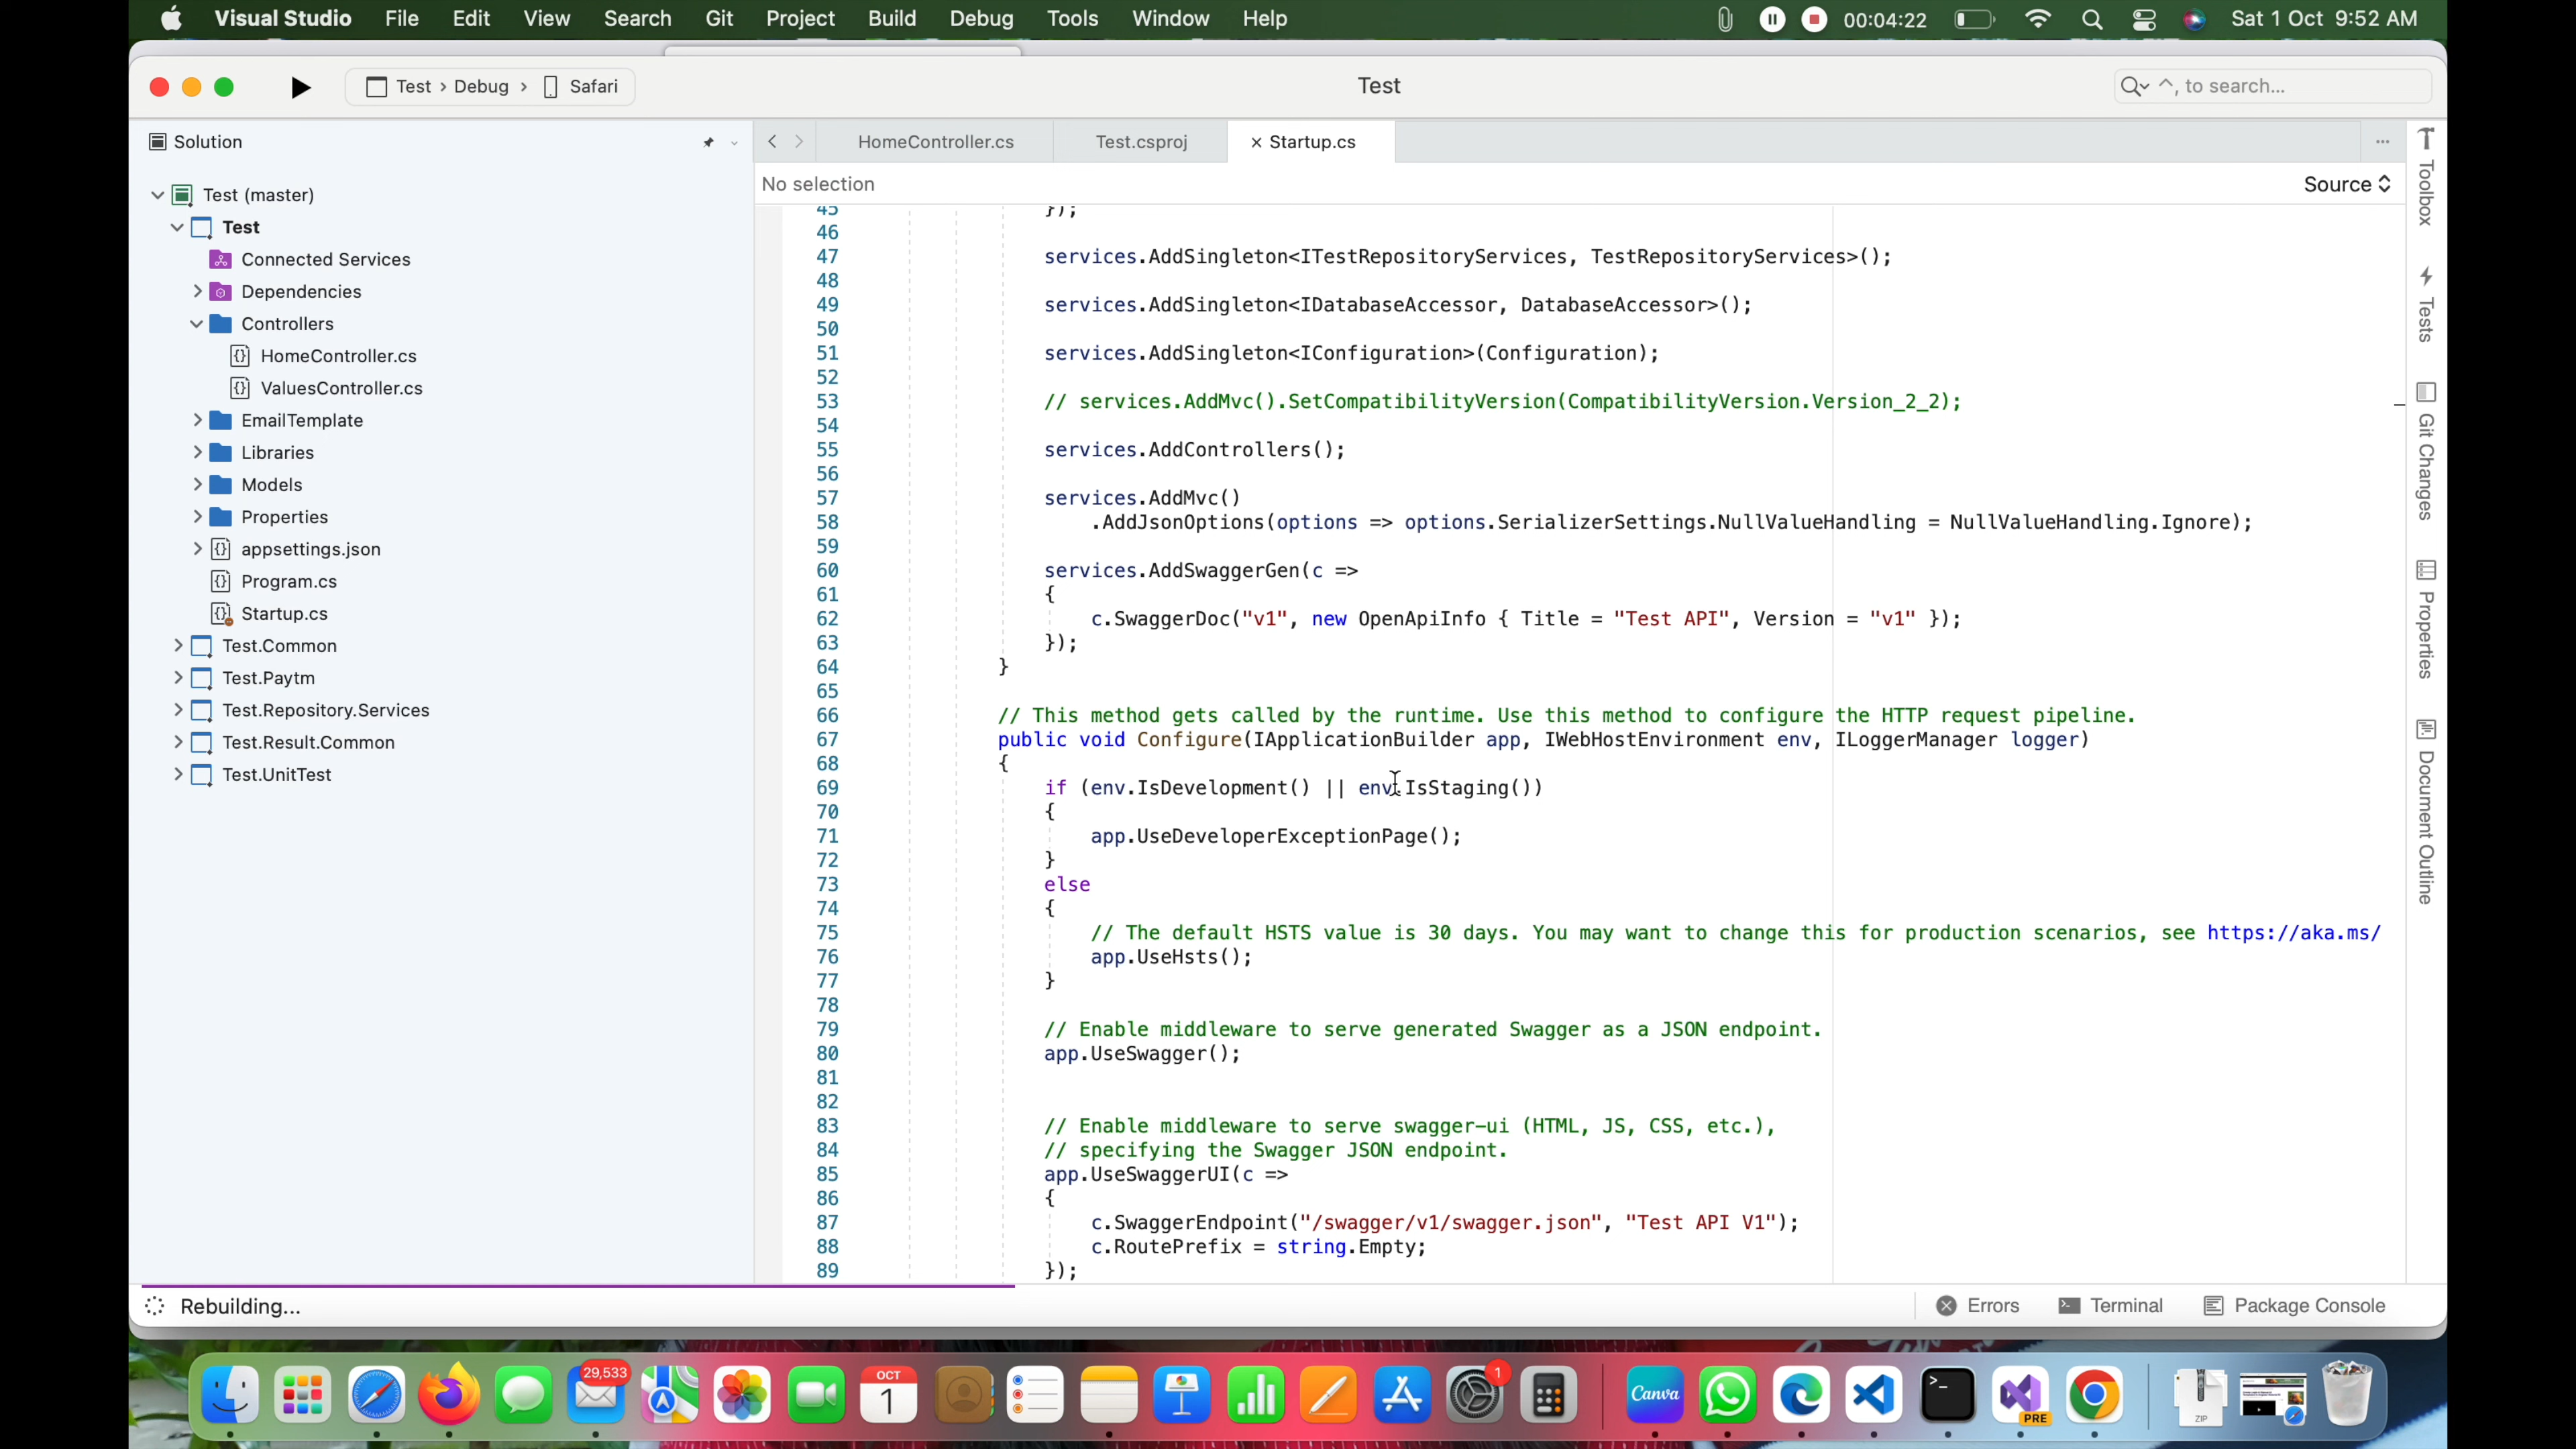 Visual Studio File Edit View Search Git Project Build Debug Tools Window Help 00:04:22 Sat 1 Oct 9:52 AM
Test › Debug › Safari
Test
^, to search...
Solution
HomeController.cs
Test.csproj
× Startup.cs
...
No selection
Source
Test (master)
Test
Connected Services
Dependencies
Controllers
HomeController.cs
ValuesController.cs
EmailTemplate
Libraries
Models
Properties
appsettings.json
Program.cs
Startup.cs
Test.Common
Test.Paytm
Test.Repository.Services
Test.Result.Common
Test.UnitTest
45 });
46
47 services.AddSingleton<ITestRepositoryServices, TestRepositoryServices>();
48
49 services.AddSingleton<IDatabaseAccessor, DatabaseAccessor>();
50
51 services.AddSingleton<IConfiguration>(Configuration);
52
53 // services.AddMvc().SetCompatibilityVersion(CompatibilityVersion.Version_2_2);
54
55 services.AddControllers();
56
57 services.AddMvc()
58 .AddJsonOptions(options => options.SerializerSettings.NullValueHandling = NullValueHandling.Ignore);
59
60 services.AddSwaggerGen(c =>
61 {
62 c.SwaggerDoc("v1", new OpenApiInfo { Title = "Test API", Version = "v1" });
63 });
64 }
65
66 // This method gets called by the runtime. Use this method to configure the HTTP request pipeline.
67 public void Configure(IApplicationBuilder app, IWebHostEnvironment env, ILoggerManager logger)
68 {
69 if (env.IsDevelopment() || env.IsStaging())
70 {
71 app.UseDeveloperExceptionPage();
72 }
73 else
74 {
75 // The default HSTS value is 30 days. You may want to change this for production scenarios, see https://aka.ms/
76 app.UseHsts();
77 }
78
79 // Enable middleware to serve generated Swagger as a JSON endpoint.
80 app.UseSwagger();
81
82
83 // Enable middleware to serve swagger-ui (HTML, JS, CSS, etc.),
84 // specifying the Swagger JSON endpoint.
85 app.UseSwaggerUI(c =>
86 {
87 c.SwaggerEndpoint("/swagger/v1/swagger.json", "Test API V1");
88 c.RoutePrefix = string.Empty;
89 });
Toolbox
Tests
Git Changes
Properties
Document Outline
Rebuilding...
Errors
Terminal
Package Console
29,533
OCT
1
1
Canva
PRE
ZIP